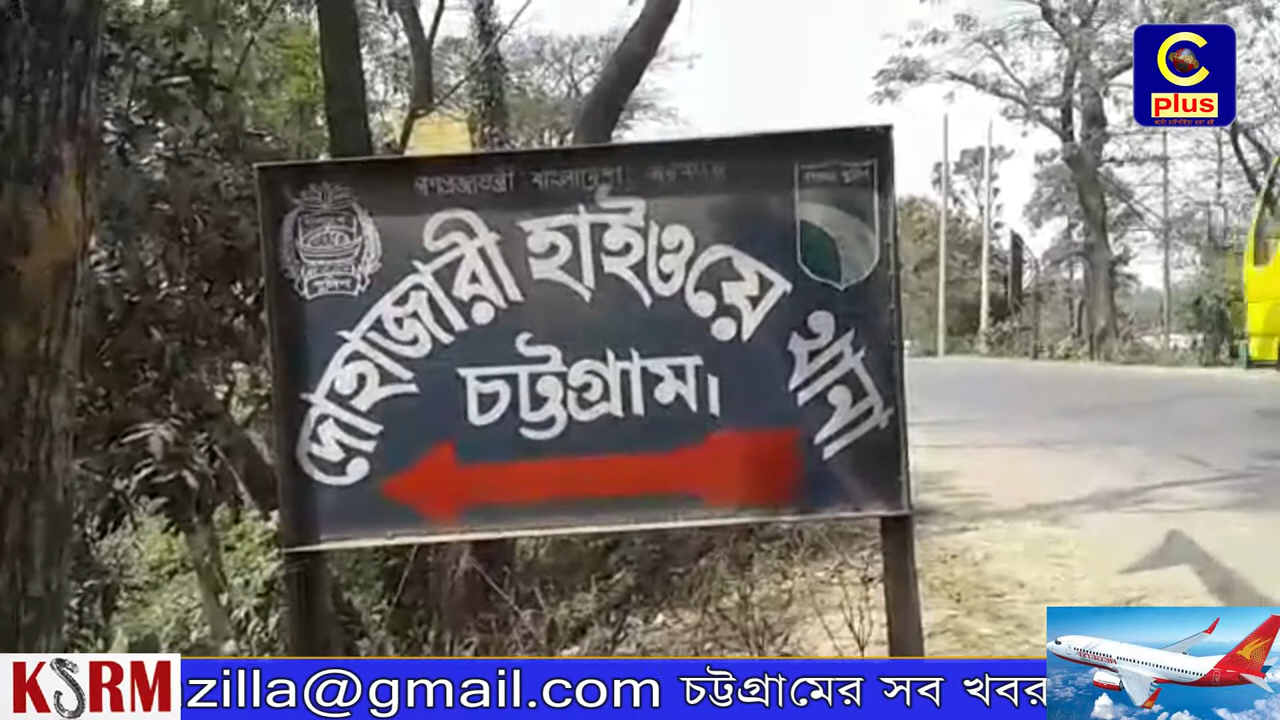 C
plus
গণপ্রজাতন্ত্রী বাংলাদেশ
পুলিশ
দোহাজারী হাইওয়ে থানা
চট্টগ্রাম।
KSRM
zilla@gmail.com চট্টগ্রামের সব খবর